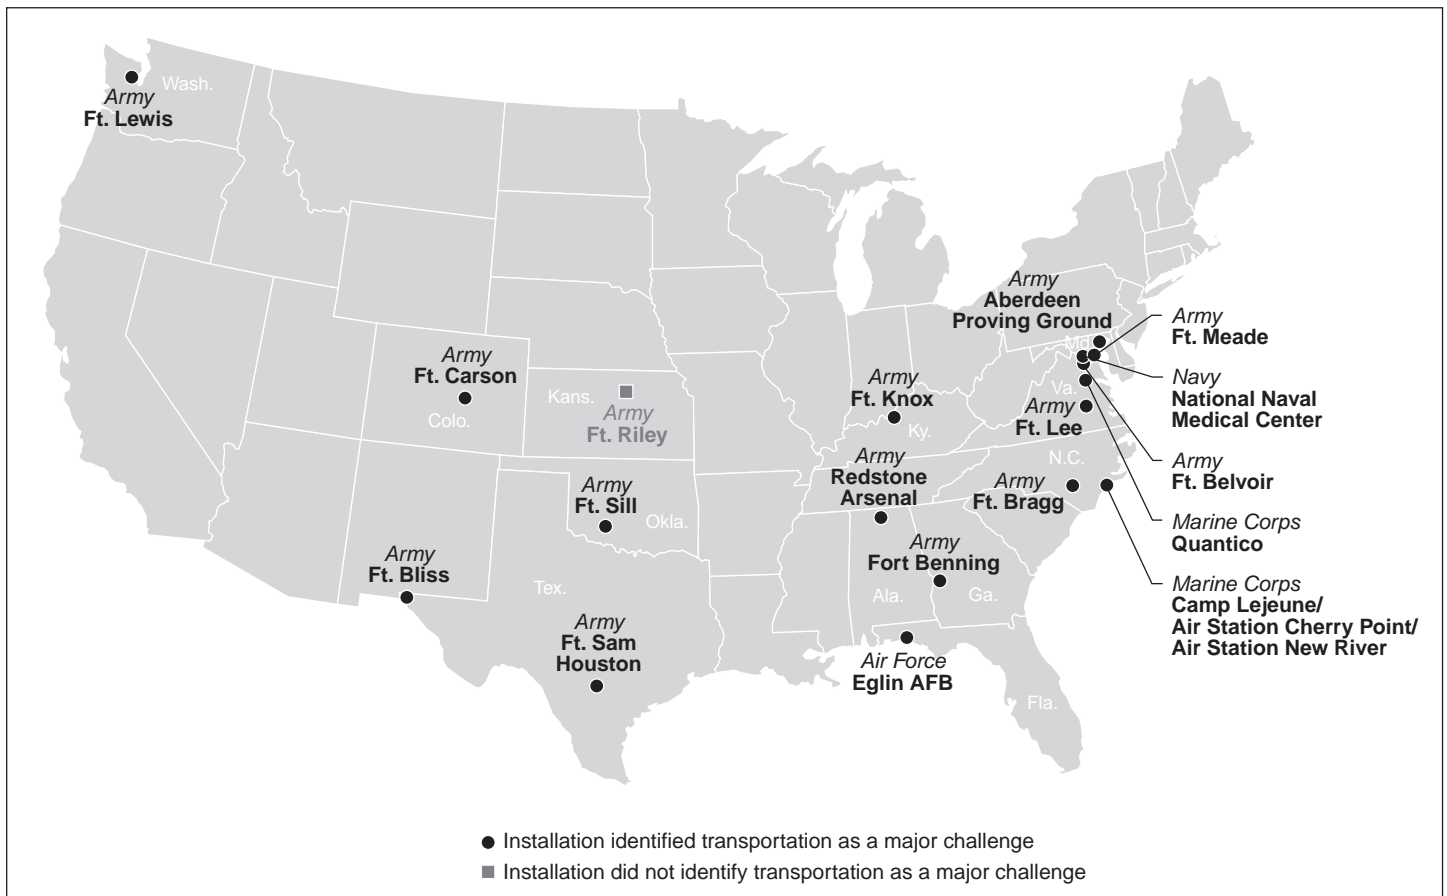 Wash.
Army
Ft. Lewis
Army
Aberdeen
Proving Ground
Md.
Army
Ft. Meade
Army
Ft. Carson
Colo.
Kans.
Army
Ft. Riley
Army
Ft. Knox
Ky.
Va.
Army
Ft. Lee
Navy
National Naval
Medical Center
Army
Redstone
Arsenal
N.C.
Army
Ft. Bragg
Army
Ft. Belvoir
Army
Ft. Sill
Okla.
Marine Corps
Quantico
Army
Ft. Bliss
Tex.
Army
Fort Benning
Ala.
Ga.
Marine Corps
Camp Lejeune/
Air Station Cherry Point/
Air Station New River
Army
Ft. Sam
Houston
Air Force
Eglin AFB
Fla.
Installation identified transportation as a major challenge
Installation did not identify transportation as a major challenge